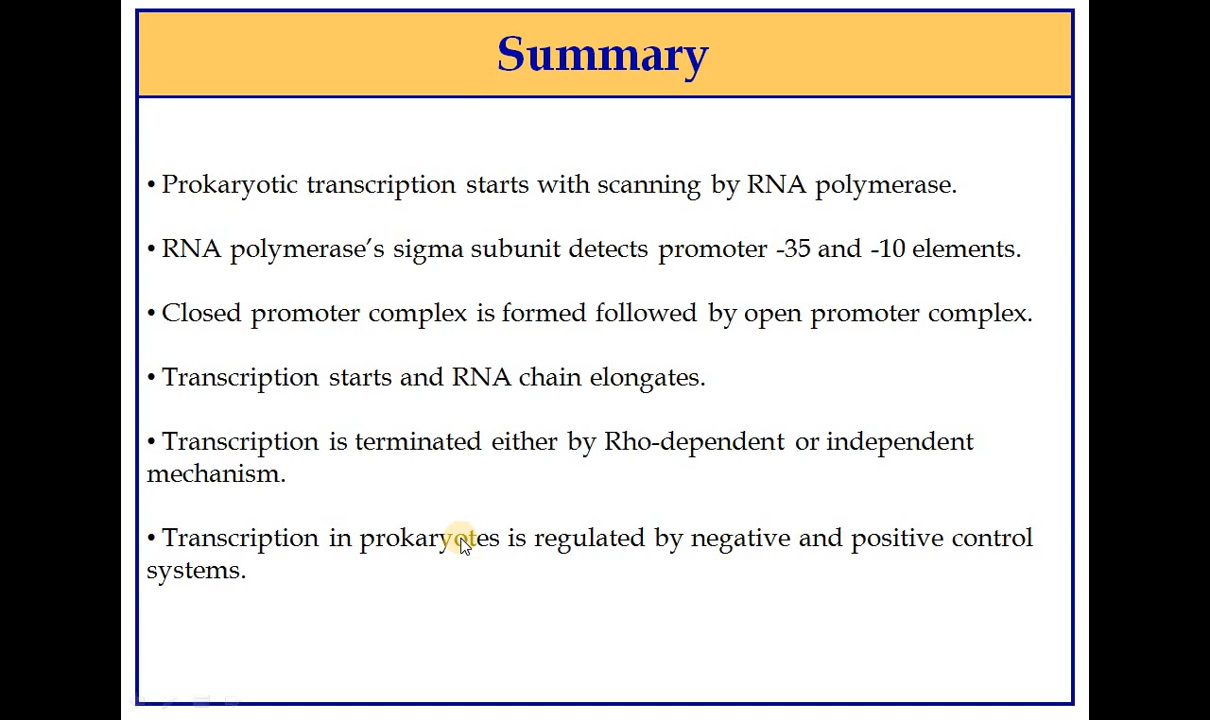 Summary
• Prokaryotic transcription starts with scanning by RNA polymerase.
• RNA polymerase’s sigma subunit detects promoter -35 and -10 elements.
• Closed promoter complex is formed followed by open promoter complex.
• Transcription starts and RNA chain elongates.
• Transcription is terminated either by Rho-dependent or independent
mechanism.
• Transcription in prokaryotes is regulated by negative and positive control
systems.